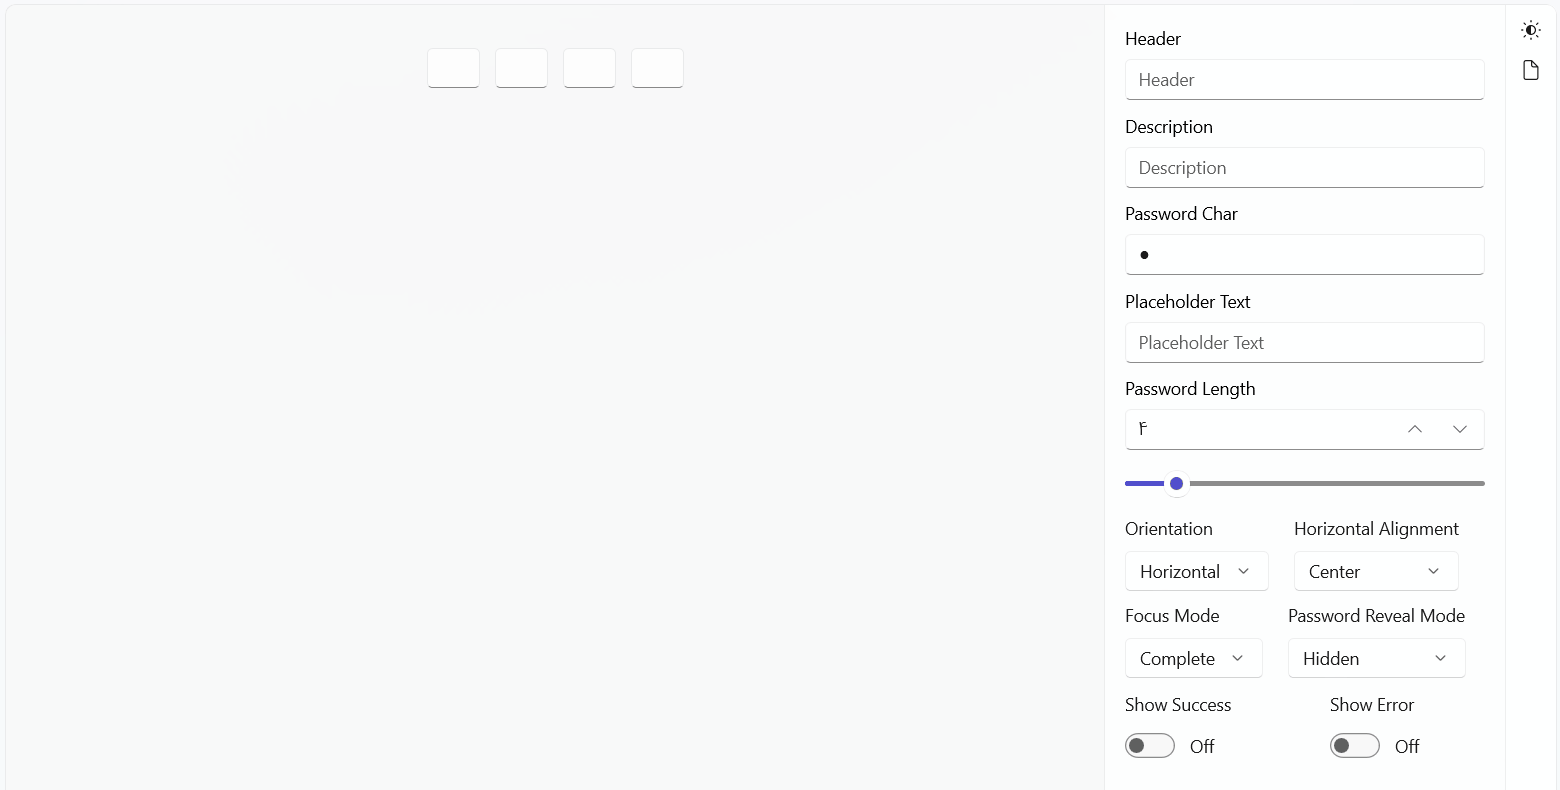 Header
Header
Description
Description
Password Char
●
Placeholder Text
Placeholder Text
Password Length
۴
Orientation
Horizontal Alignment
Horizontal
Center
Focus Mode
Password Reveal Mode
Complete
Hidden
Show Success
Show Error
Off
Off